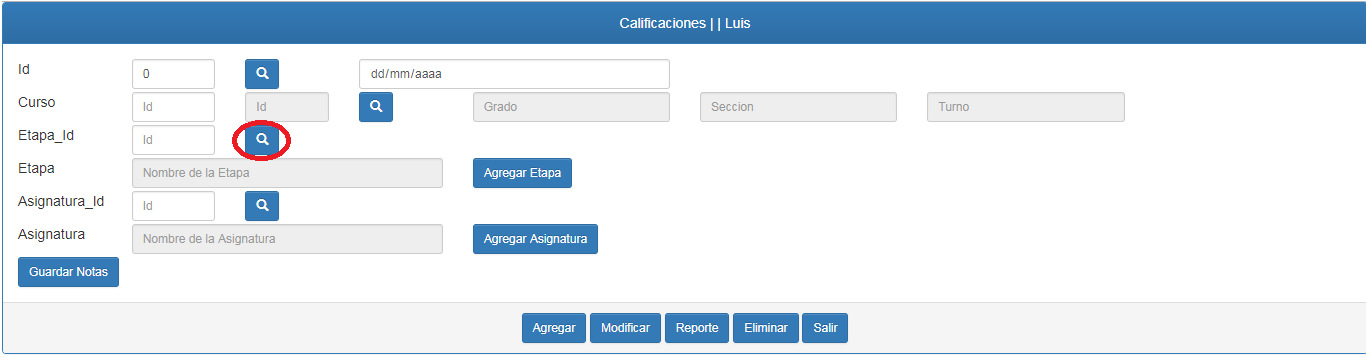 Calificaciones | | Luis
Id 0 dd/mm/aaaa
Curso Id Id Grado Seccion Turno
Etapa_Id Id
Etapa Nombre de la Etapa Agregar Etapa
Asignatura_Id Id
Asignatura Nombre de la Asignatura Agregar Asignatura
Guardar Notas
Agregar Modificar Reporte Eliminar Salir